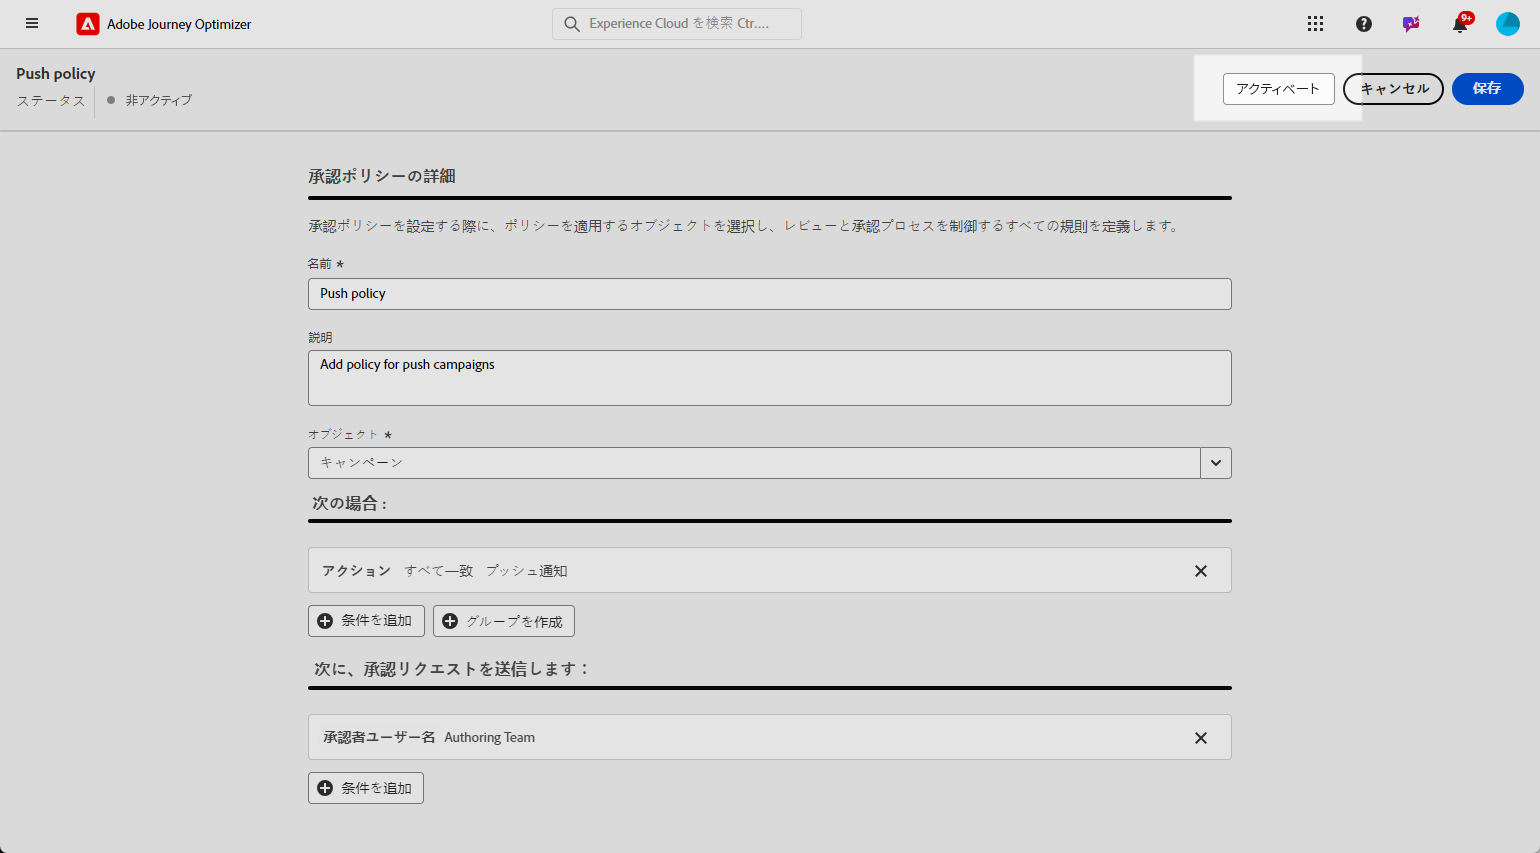 Adobe Journey Optimizer
Experience Cloud を検索 Ctr....
9+
Push policy
ステータス
非アクティブ
アクティベート
キャンセル
保存
承認ポリシーの詳細
承認ポリシーを設定する際に、ポリシーを適用するオブジェクトを選択し、レビューと承認プロセスを制御するすべての規則を定義します。
名前 *
Push policy
説明
Add policy for push campaigns
オブジェクト *
キャンペーン
次の場合 :
アクション すべて一致 プッシュ通知
条件を追加
グループを作成
次に、承認リクエストを送信します：
承認者ユーザー名 Authoring Team
条件を追加